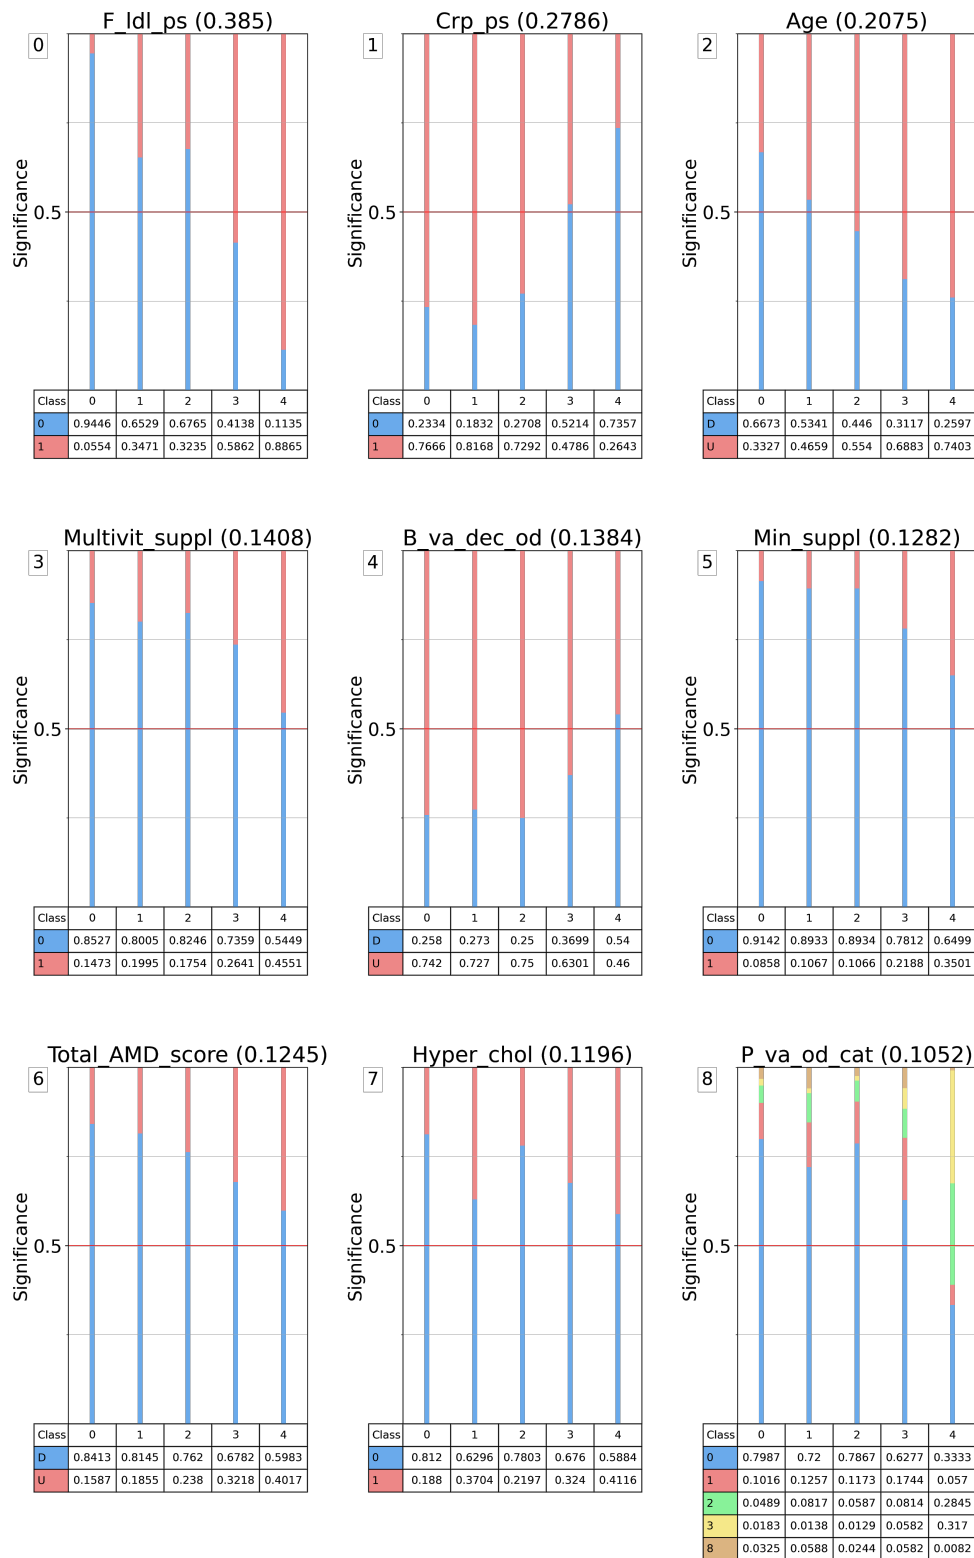 F_ldl_ps (0.385)
0
Significance
0.5
Class 0 1 2 3 4
0 0.9446 0.6529 0.6765 0.4138 0.1135
1 0.0554 0.3471 0.3235 0.5862 0.8865
Crp_ps (0.2786)
1
Significance
0.5
Class 0 1 2 3 4
0 0.2334 0.1832 0.2708 0.5214 0.7357
1 0.7666 0.8168 0.7292 0.4786 0.2643
Age (0.2075)
2
Significance
0.5
Class 0 1 2 3 4
D 0.6673 0.5341 0.446 0.3117 0.2597
U 0.3327 0.4659 0.554 0.6883 0.7403
Multivit_suppl (0.1408)
3
Significance
0.5
Class 0 1 2 3 4
0 0.8527 0.8005 0.8246 0.7359 0.5449
1 0.1473 0.1995 0.1754 0.2641 0.4551
B_va_dec_od (0.1384)
4
Significance
0.5
Class 0 1 2 3 4
D 0.258 0.273 0.25 0.3699 0.54
U 0.742 0.727 0.75 0.6301 0.46
Min_suppl (0.1282)
5
Significance
0.5
Class 0 1 2 3 4
0 0.9142 0.8933 0.8934 0.7812 0.6499
1 0.0858 0.1067 0.1066 0.2188 0.3501
Total_AMD_score (0.1245)
6
Significance
0.5
Class 0 1 2 3 4
D 0.8413 0.8145 0.762 0.6782 0.5983
U 0.1587 0.1855 0.238 0.3218 0.4017
Hyper_chol (0.1196)
7
Significance
0.5
Class 0 1 2 3 4
0 0.812 0.6296 0.7803 0.676 0.5884
1 0.188 0.3704 0.2197 0.324 0.4116
P_va_od_cat (0.1052)
8
Significance
0.5
Class 0 1 2 3 4
0 0.7987 0.72 0.7867 0.6277 0.3333
1 0.1016 0.1257 0.1173 0.1744 0.057
2 0.0489 0.0817 0.0587 0.0814 0.2845
3 0.0183 0.0138 0.0129 0.0582 0.317
8 0.0325 0.0588 0.0244 0.0582 0.0082